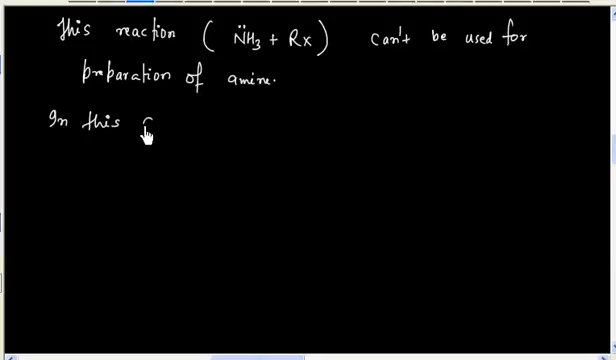 This reaction ( N̈H3 + Rx ) can't be used for
preparation of amine.
In this